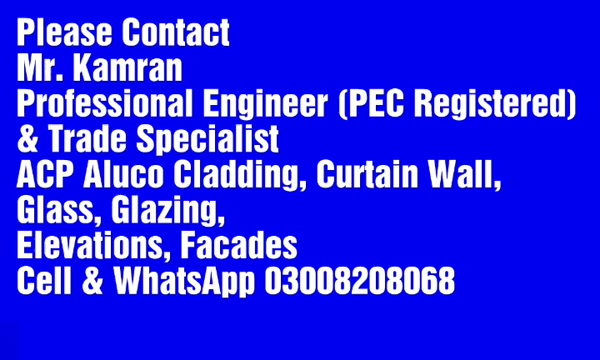 Please Contact
Mr. Kamran
Professional Engineer (PEC Registered)
& Trade Specialist
ACP Aluco Cladding, Curtain Wall,
Glass, Glazing,
Elevations, Facades
Cell & WhatsApp 03008208068